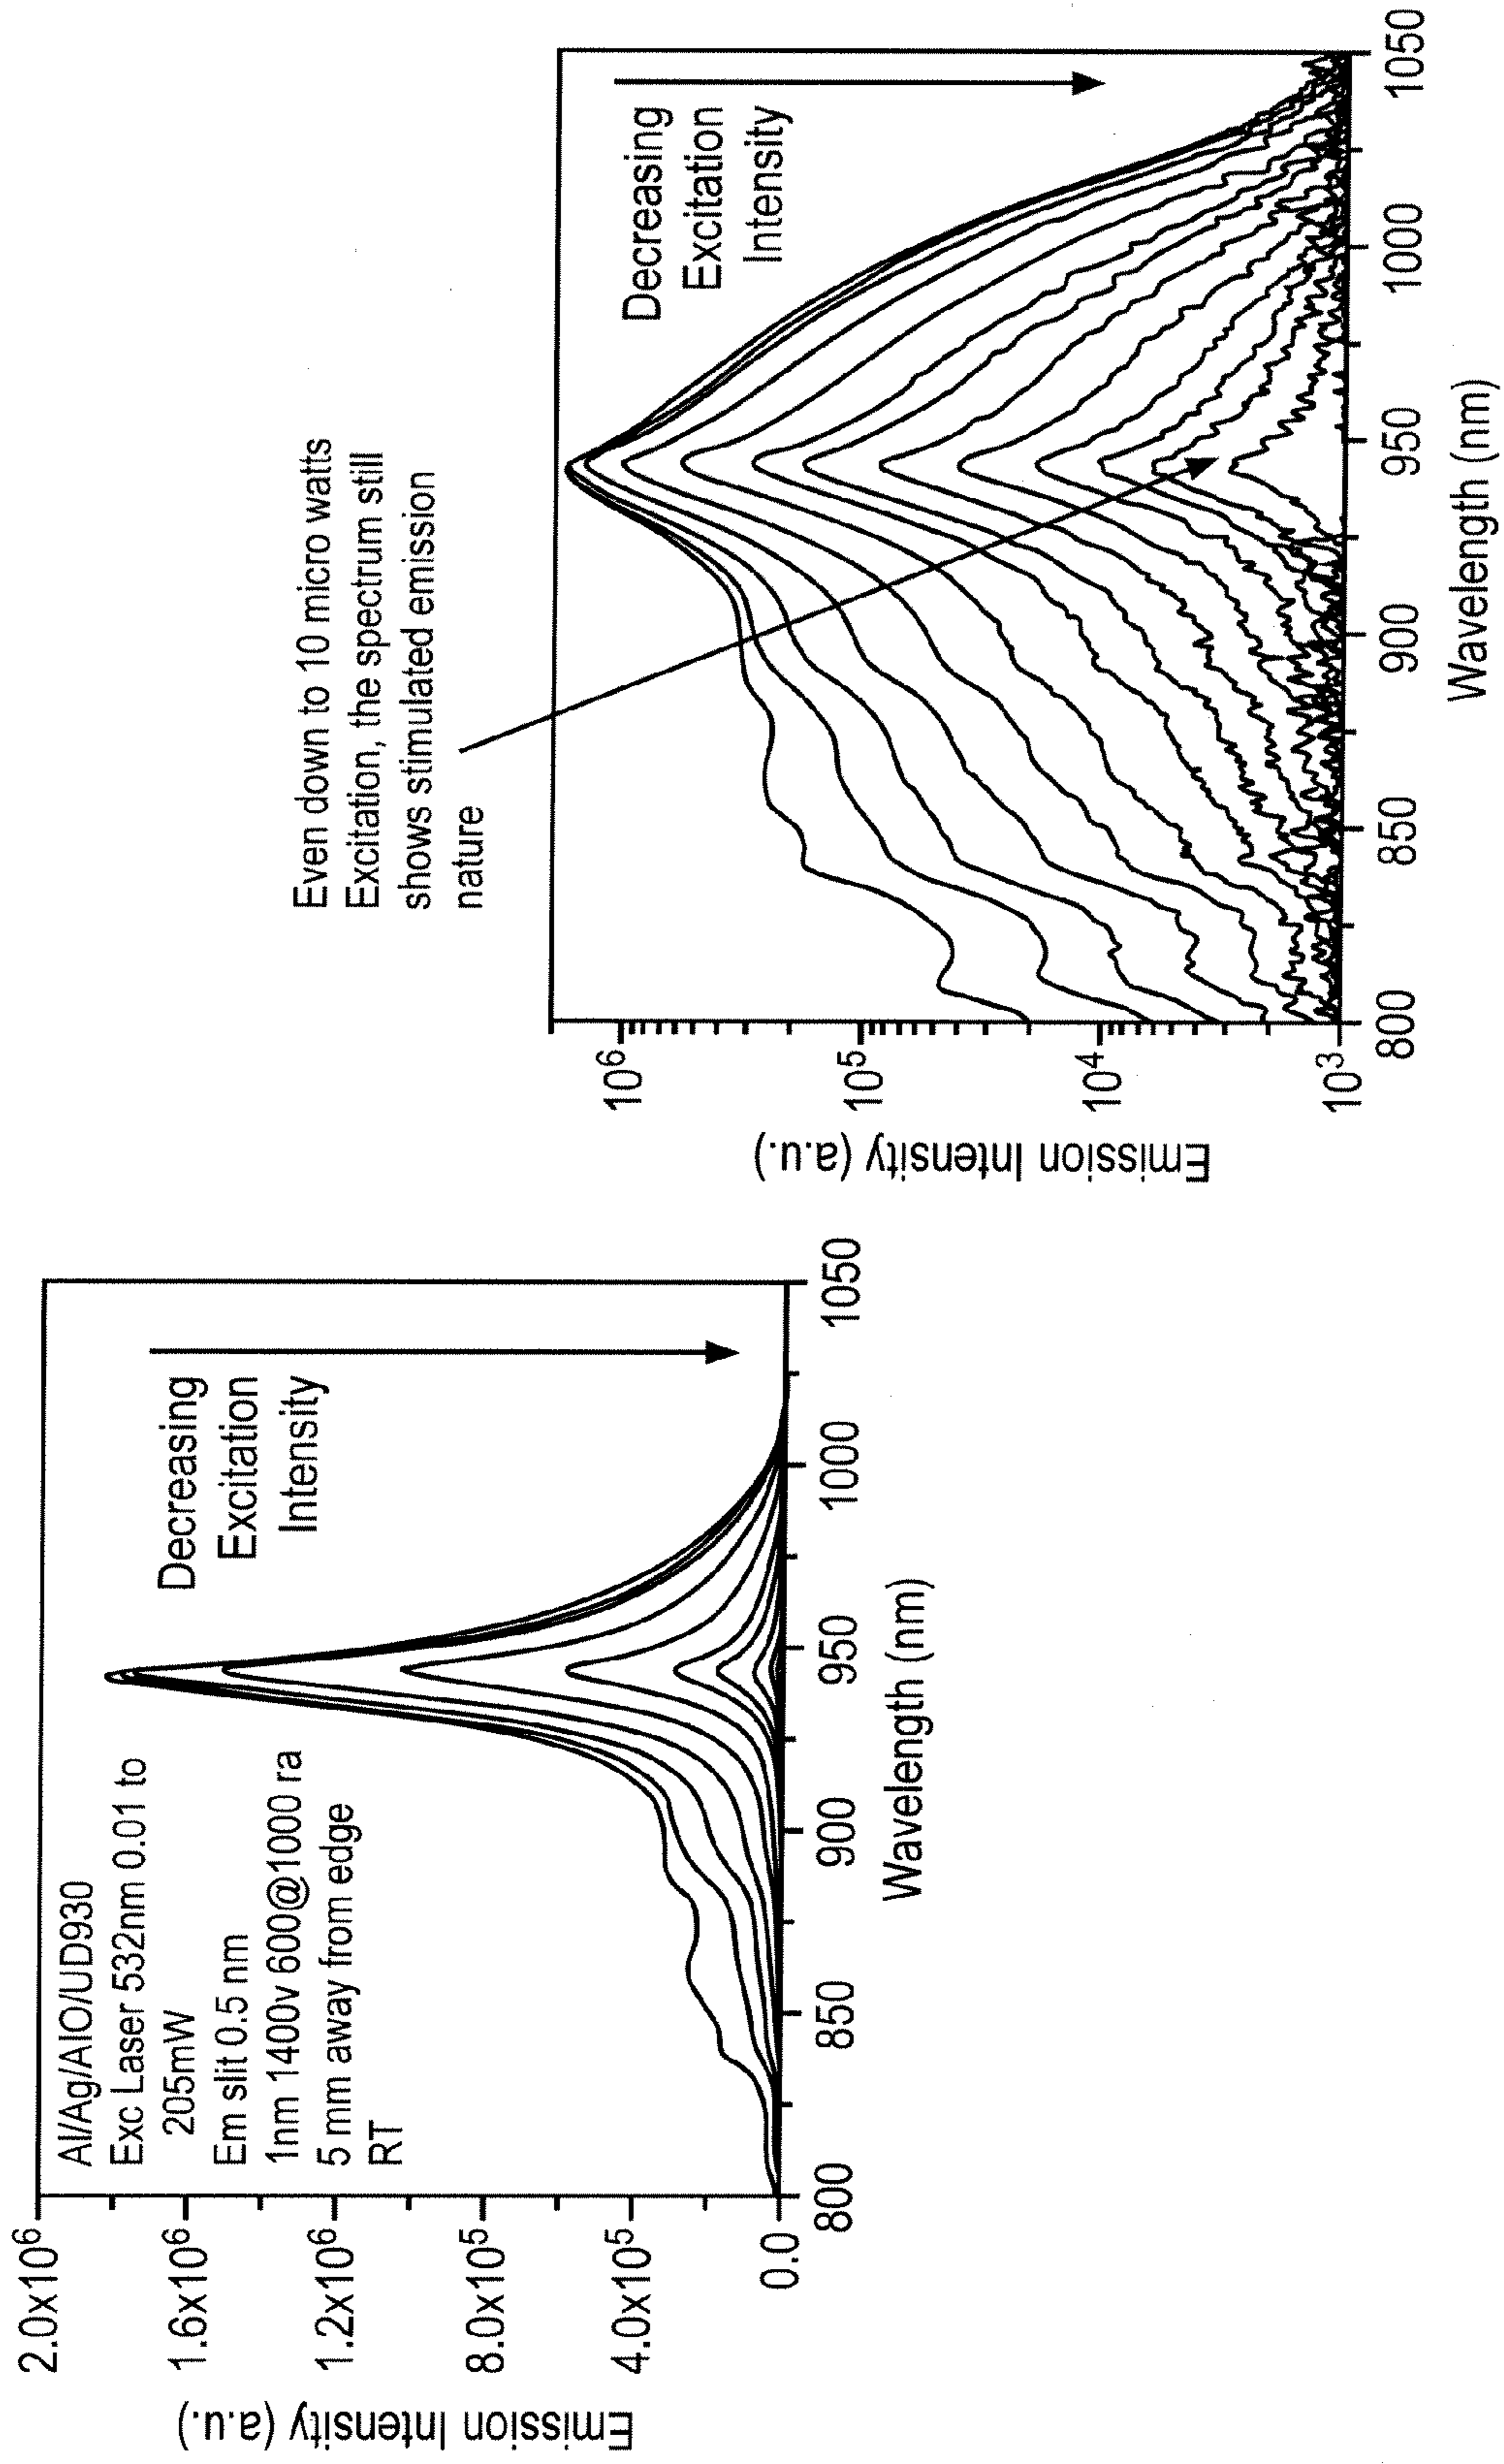 2.0x10⁶
1.6x10⁶
1.2x10⁶
8.0x10⁵
4.0x10⁵
0.0
Emission Intensity (a.u.)
Al/Ag/AlO/UD930
Exc Laser 532nm 0.01 to
205mW
Em slit 0.5 nm
1nm 1400v 600@1000 ra
5 mm away from edge
RT
Decreasing
Excitation
Intensity
800
850
900
950
1000
1050
Wavelength (nm)
Even down to 10 micro watts
Excitation, the spectrum still
shows stimulated emission
nature
10⁶
10⁵
10⁴
10³
Emission Intensity (a.u.)
Decreasing
Excitation
Intensity
800
850
900
950
1000
1050
Wavelength (nm)